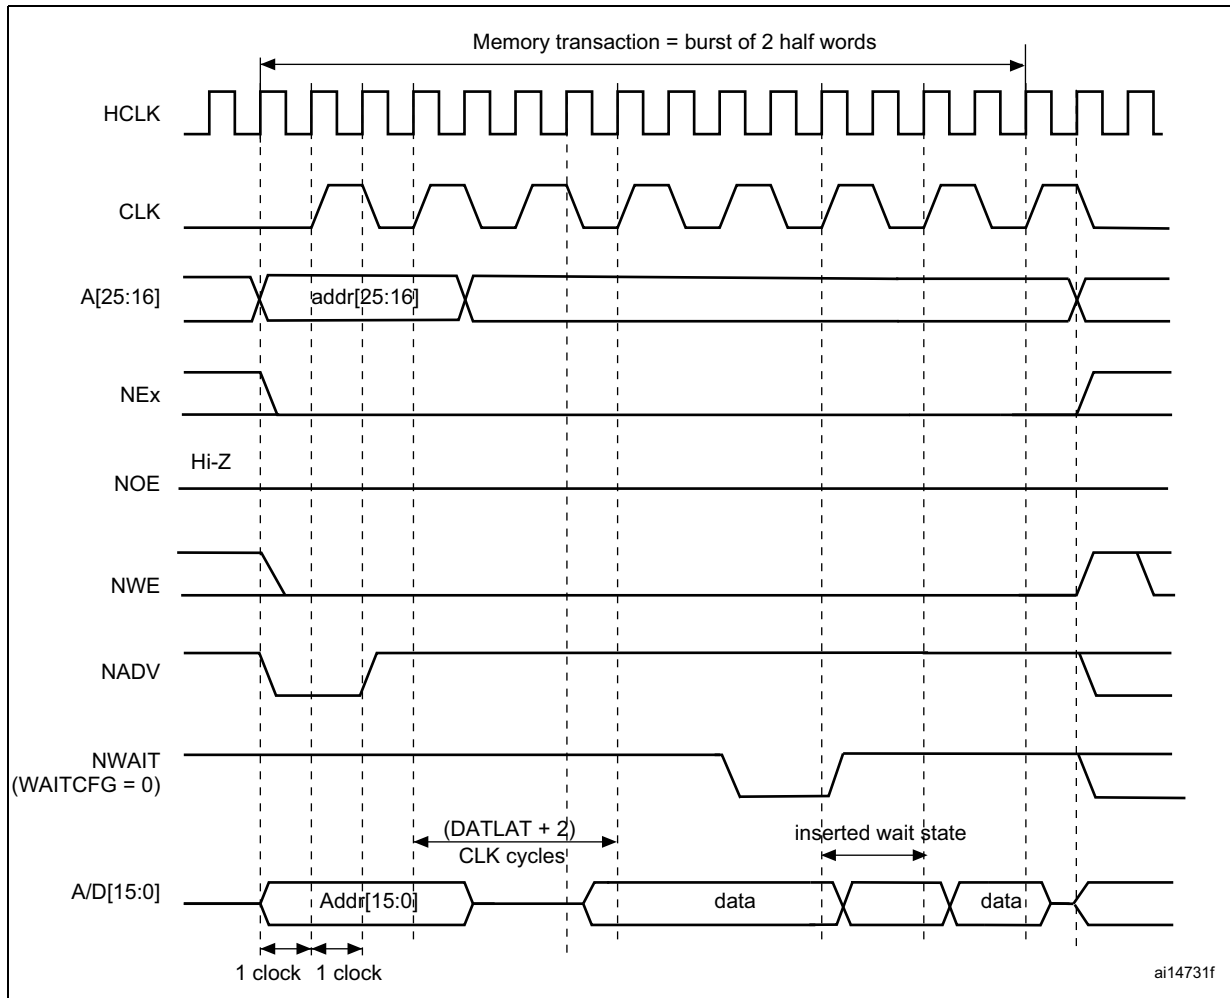 Memory transaction = burst of 2 half words
HCLK
CLK
A[25:16]
addr[25:16]
NEx
Hi-Z
NOE
NWE
NADV
NWAIT
(WAITCFG = 0)
(DATLAT + 2)
CLK cycles
inserted wait state
A/D[15:0]
Addr[15:0]
data
data
1 clock
1 clock
ai14731f